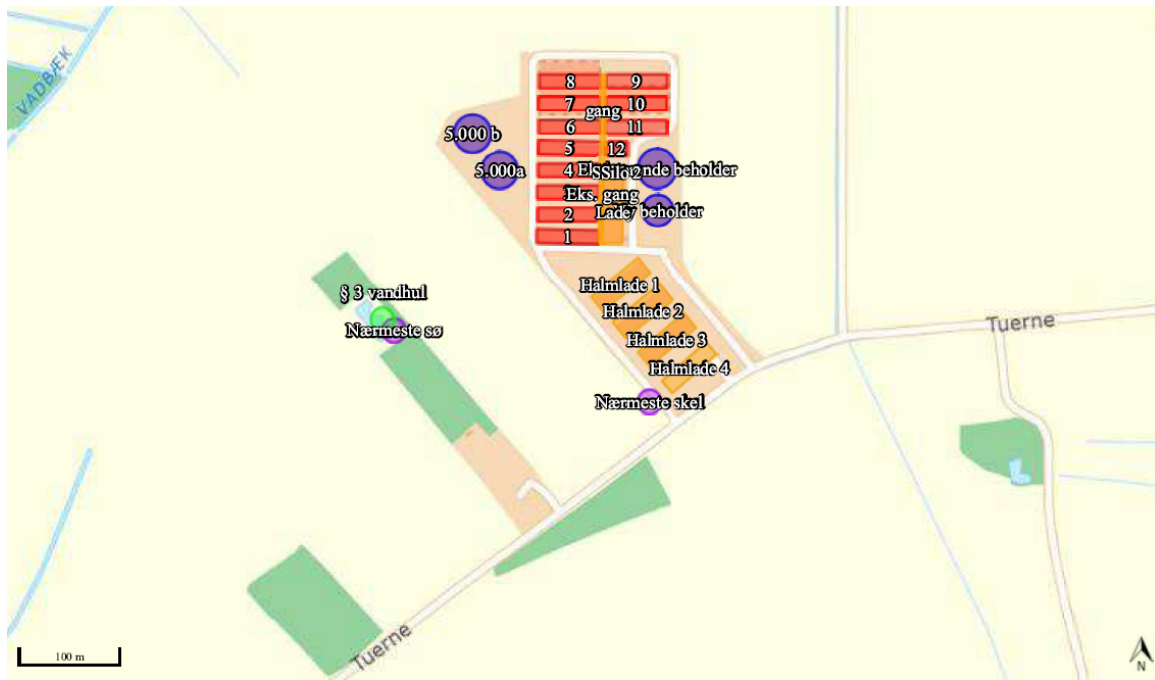 VADBÆK
8
9
7
gang
10
6
11
5.000 b
5
12
5.000a
4
Eks. gang
2
Lade
beholder
1
Halmlade 1
§ 3 vandhul
Halmlade 2
Tuerne
Nærmeste sø
Halmlade 3
Halmlade 4
Nærmeste skel
Tuerne
100 m
N